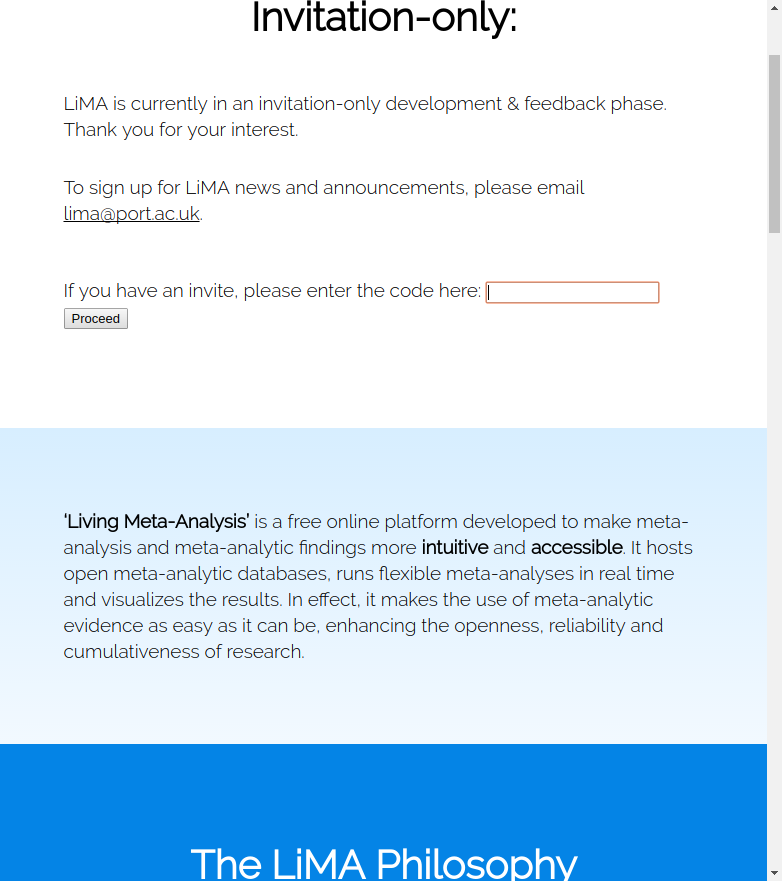 Invitation-only:
LiMA is currently in an invitation-only development & feedback phase.
Thank you for your interest.
To sign up for LiMA news and announcements, please email
lima@port.ac.uk.
If you have an invite, please enter the code here:
Proceed
‘Living Meta-Analysis’ is a free online platform developed to make meta-
analysis and meta-analytic findings more intuitive and accessible. It hosts
open meta-analytic databases, runs flexible meta-analyses in real time
and visualizes the results. In effect, it makes the use of meta-analytic
evidence as easy as it can be, enhancing the openness, reliability and
cumulativeness of research.
The LiMA Philosophy